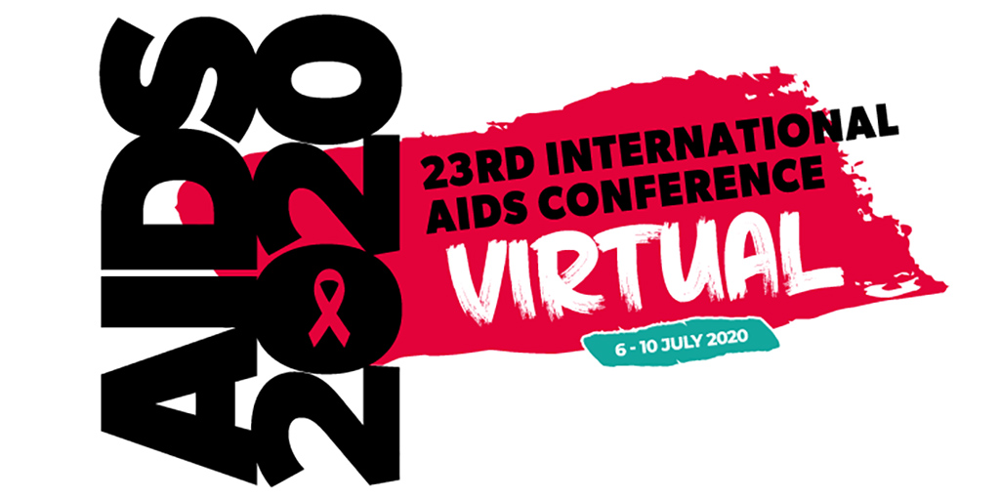 AIDS
2020
23RD INTERNATIONAL
AIDS CONFERENCE
VIRTUAL
6 - 10 JULY 2020